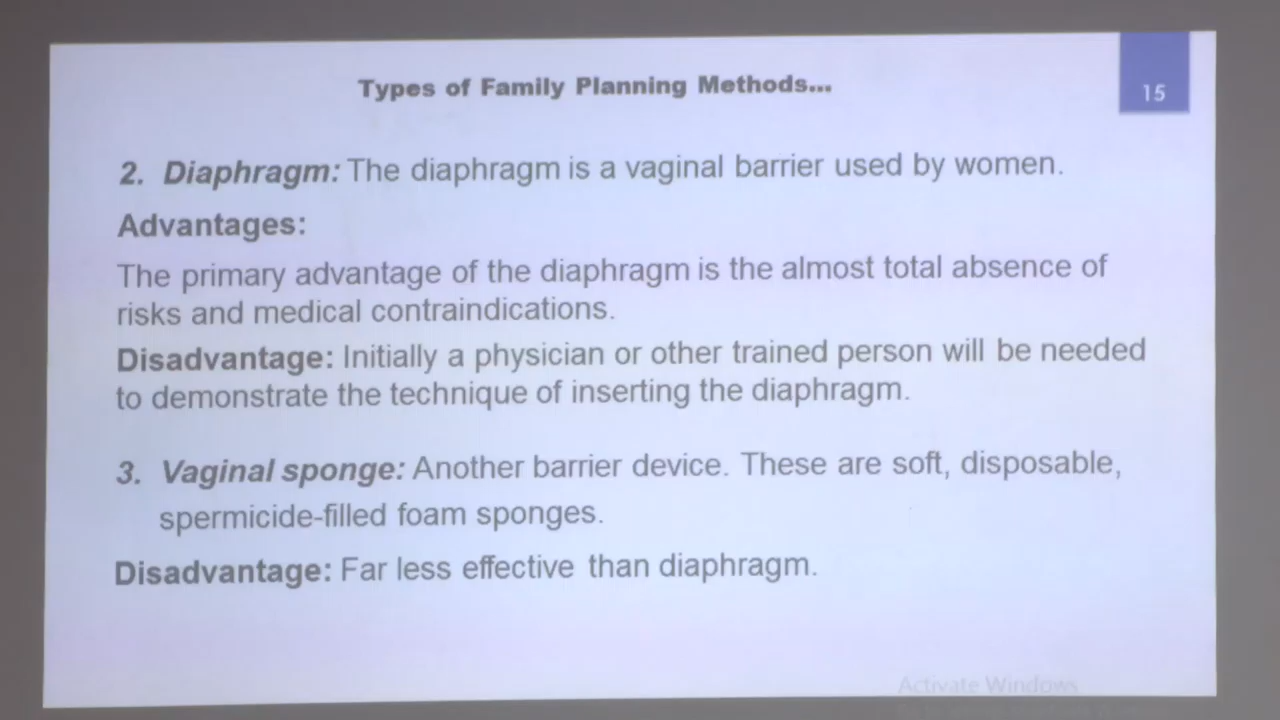 Types of Family Planning Methods...
15
2. Diaphragm: The diaphragm is a vaginal barrier used by women.
Advantages:
The primary advantage of the diaphragm is the almost total absence of
risks and medical contraindications.
Disadvantage: Initially a physician or other trained person will be needed
to demonstrate the technique of inserting the diaphragm.
3. Vaginal sponge: Another barrier device. These are soft, disposable,
spermicide-filled foam sponges.
Disadvantage: Far less effective than diaphragm.
Activate Windows